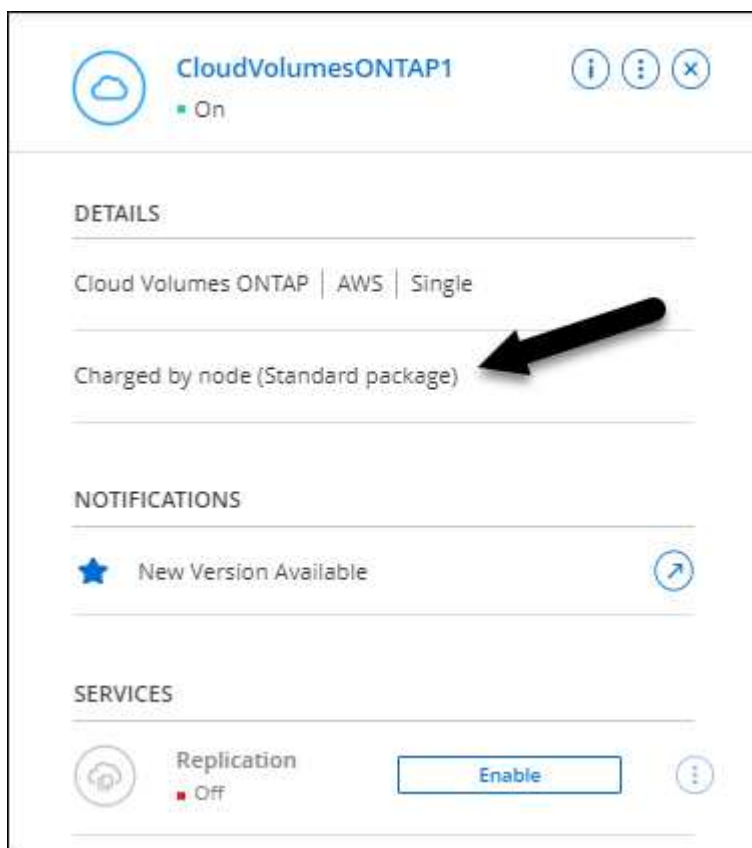 CloudVolumesONTAP1
On
DETAILS
Cloud Volumes ONTAP | AWS | Single
Charged by node (Standard package)
NOTIFICATIONS
New Version Available
SERVICES
Replication
Enable
Off